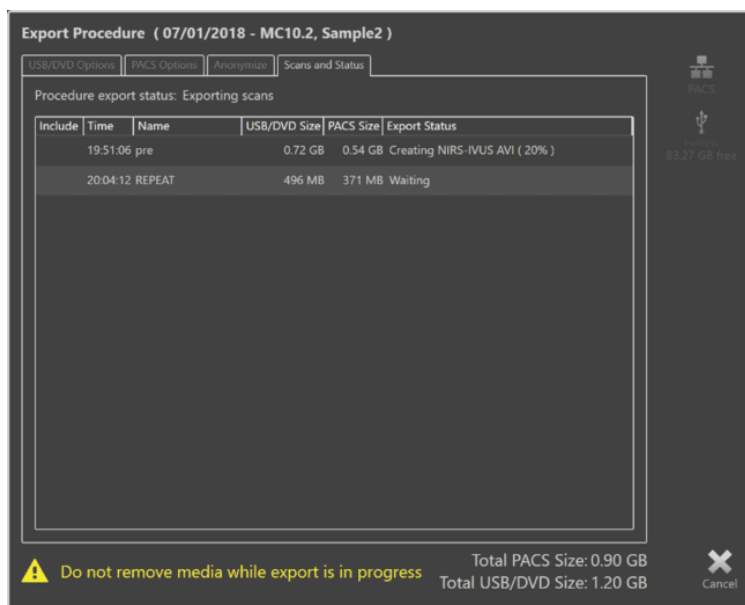 Export Procedure ( 07/01/2018 - MC10.2, Sample2 )
USB/DVD Options PACS Options Anonymize Scans and Status
PACS
Procedure export status: Exporting scans
Include Time Name USB/DVD Size PACS Size Export Status
83.27 GB free
19:51:06 pre 0.72 GB 0.54 GB Creating NIRS-IVUS AVI ( 20% )
20:04:12 REPEAT 496 MB 371 MB Waiting
Do not remove media while export is in progress
Total PACS Size: 0.90 GB
Total USB/DVD Size: 1.20 GB
Cancel